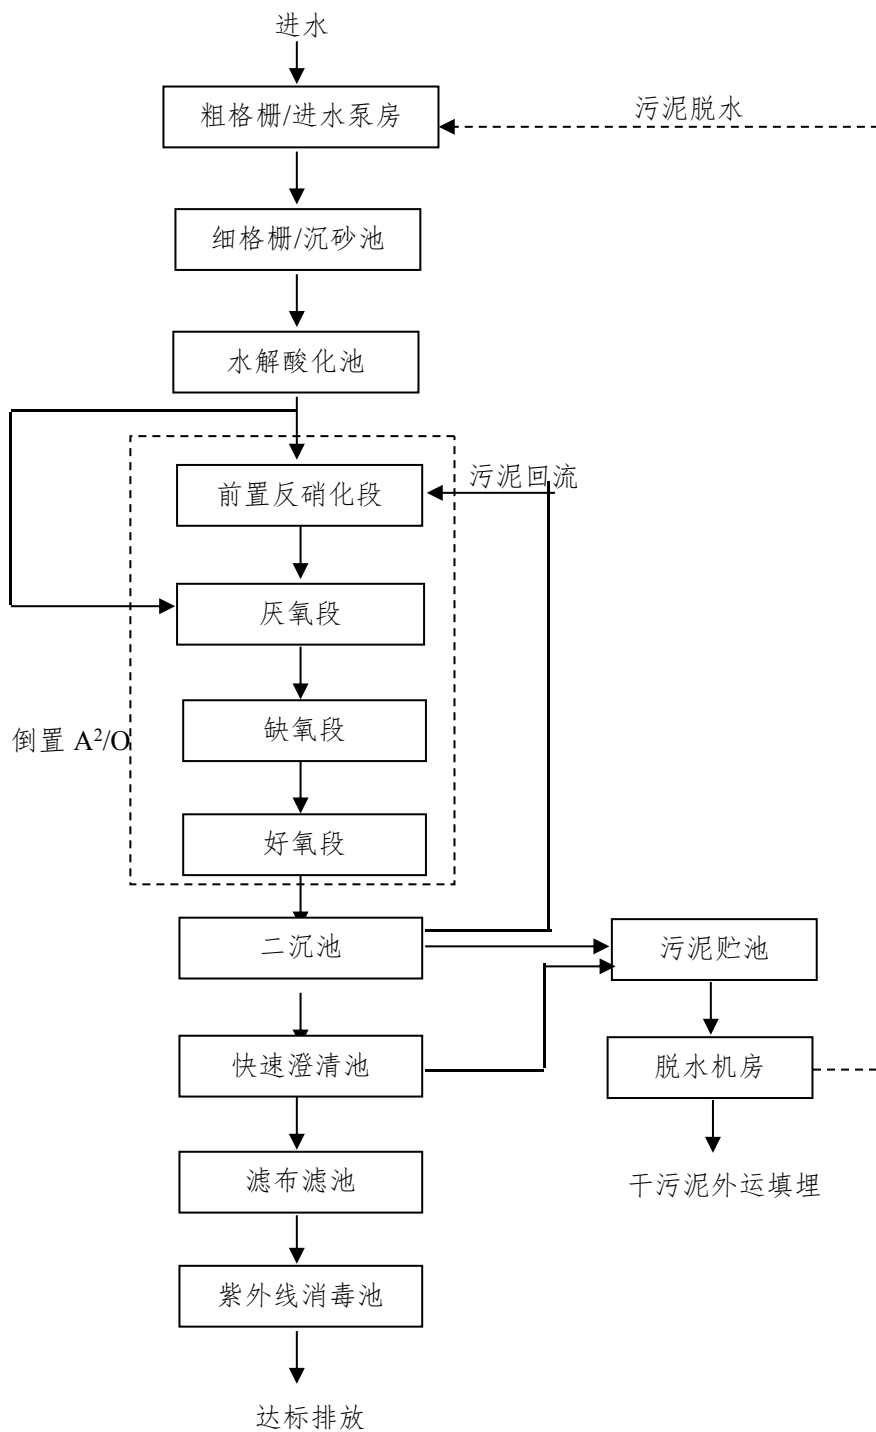 进水
粗格栅/进水泵房
污泥脱水
细格栅/沉砂池
水解酸化池
前置反硝化段
污泥回流
厌氧段
缺氧段
倒置 A²/O
好氧段
二沉池
污泥贮池
快速澄清池
脱水机房
滤布滤池
干污泥外运填埋
紫外线消毒池
达标排放